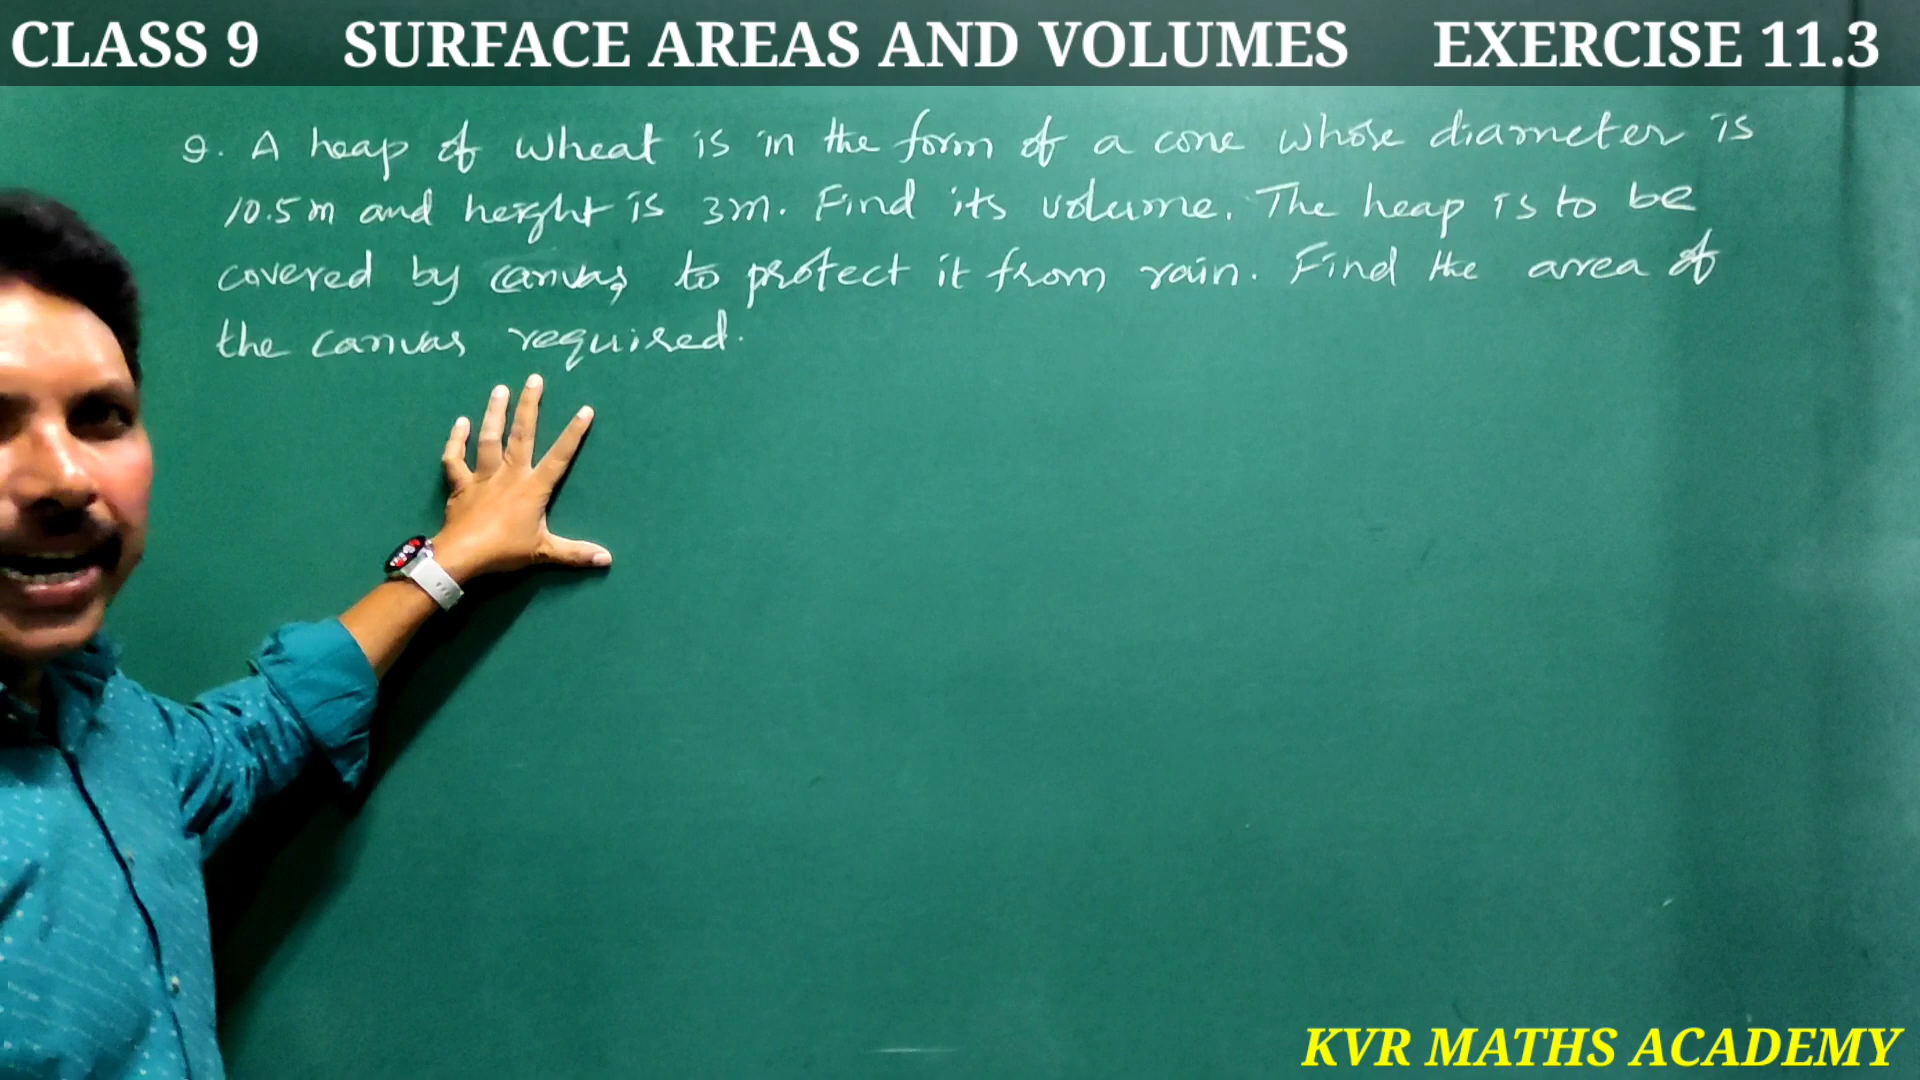 CLASS 9 SURFACE AREAS AND VOLUMES EXERCISE 11.3
9. A heap of wheat is in the form of a cone whose diameter is
10.5m and height is 3m. Find its volume. The heap is to be
covered by canvas to protect it from rain. Find the area of
the canvas required.
KVR MATHS ACADEMY